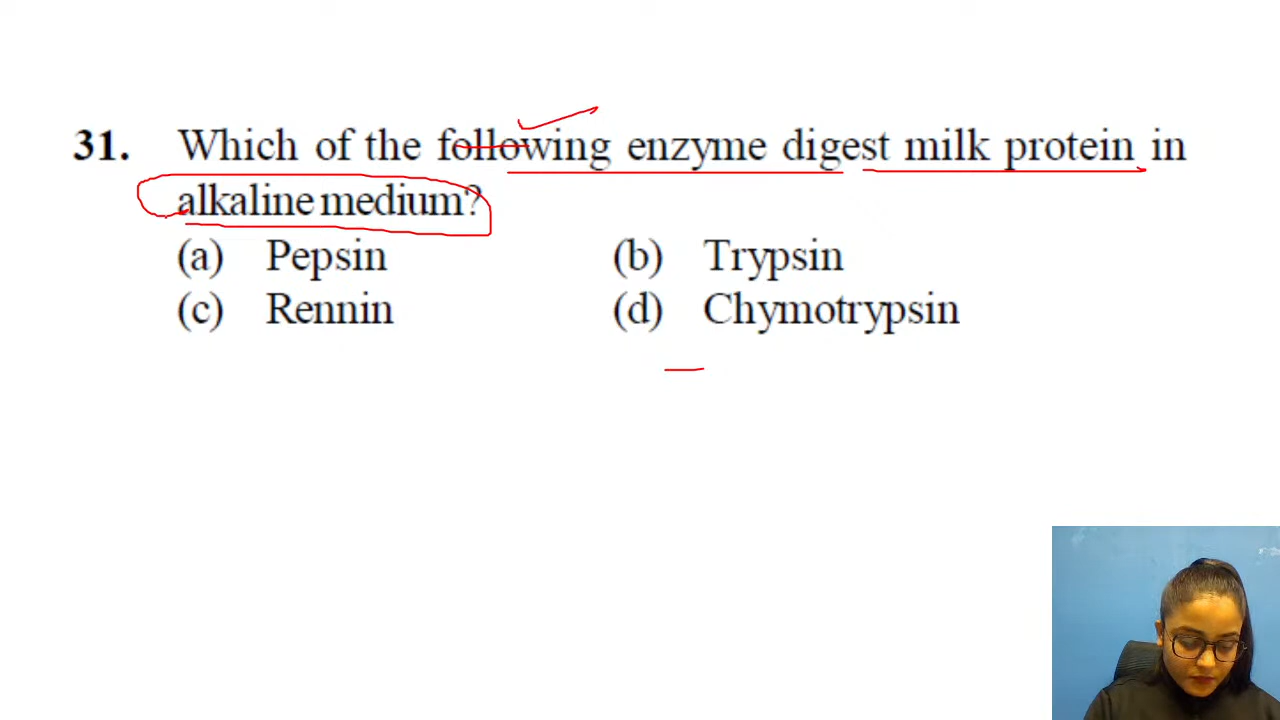 31. Which of the following enzyme digest milk protein in
alkaline medium?
(a) Pepsin (b) Trypsin
(c) Rennin (d) Chymotrypsin